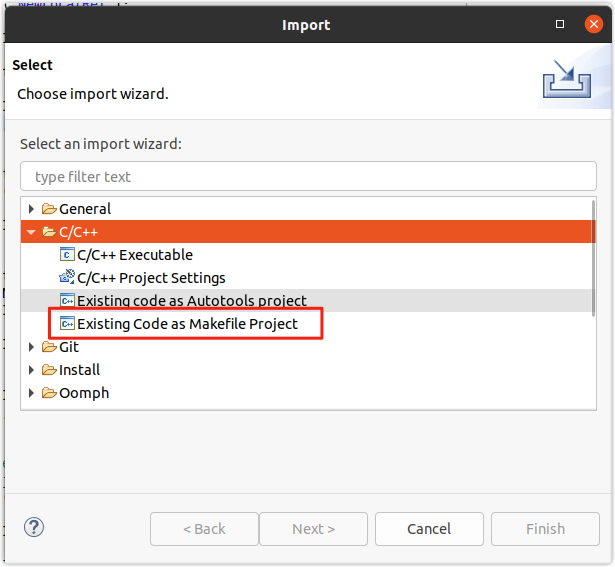 Import
Select
Choose import wizard.
Select an import wizard:
type filter text
General
C/C++
C/C++ Executable
C/C++ Project Settings
Existing code as Autotools project
Existing Code as Makefile Project
Git
Install
Oomph
< Back
Next >
Cancel
Finish